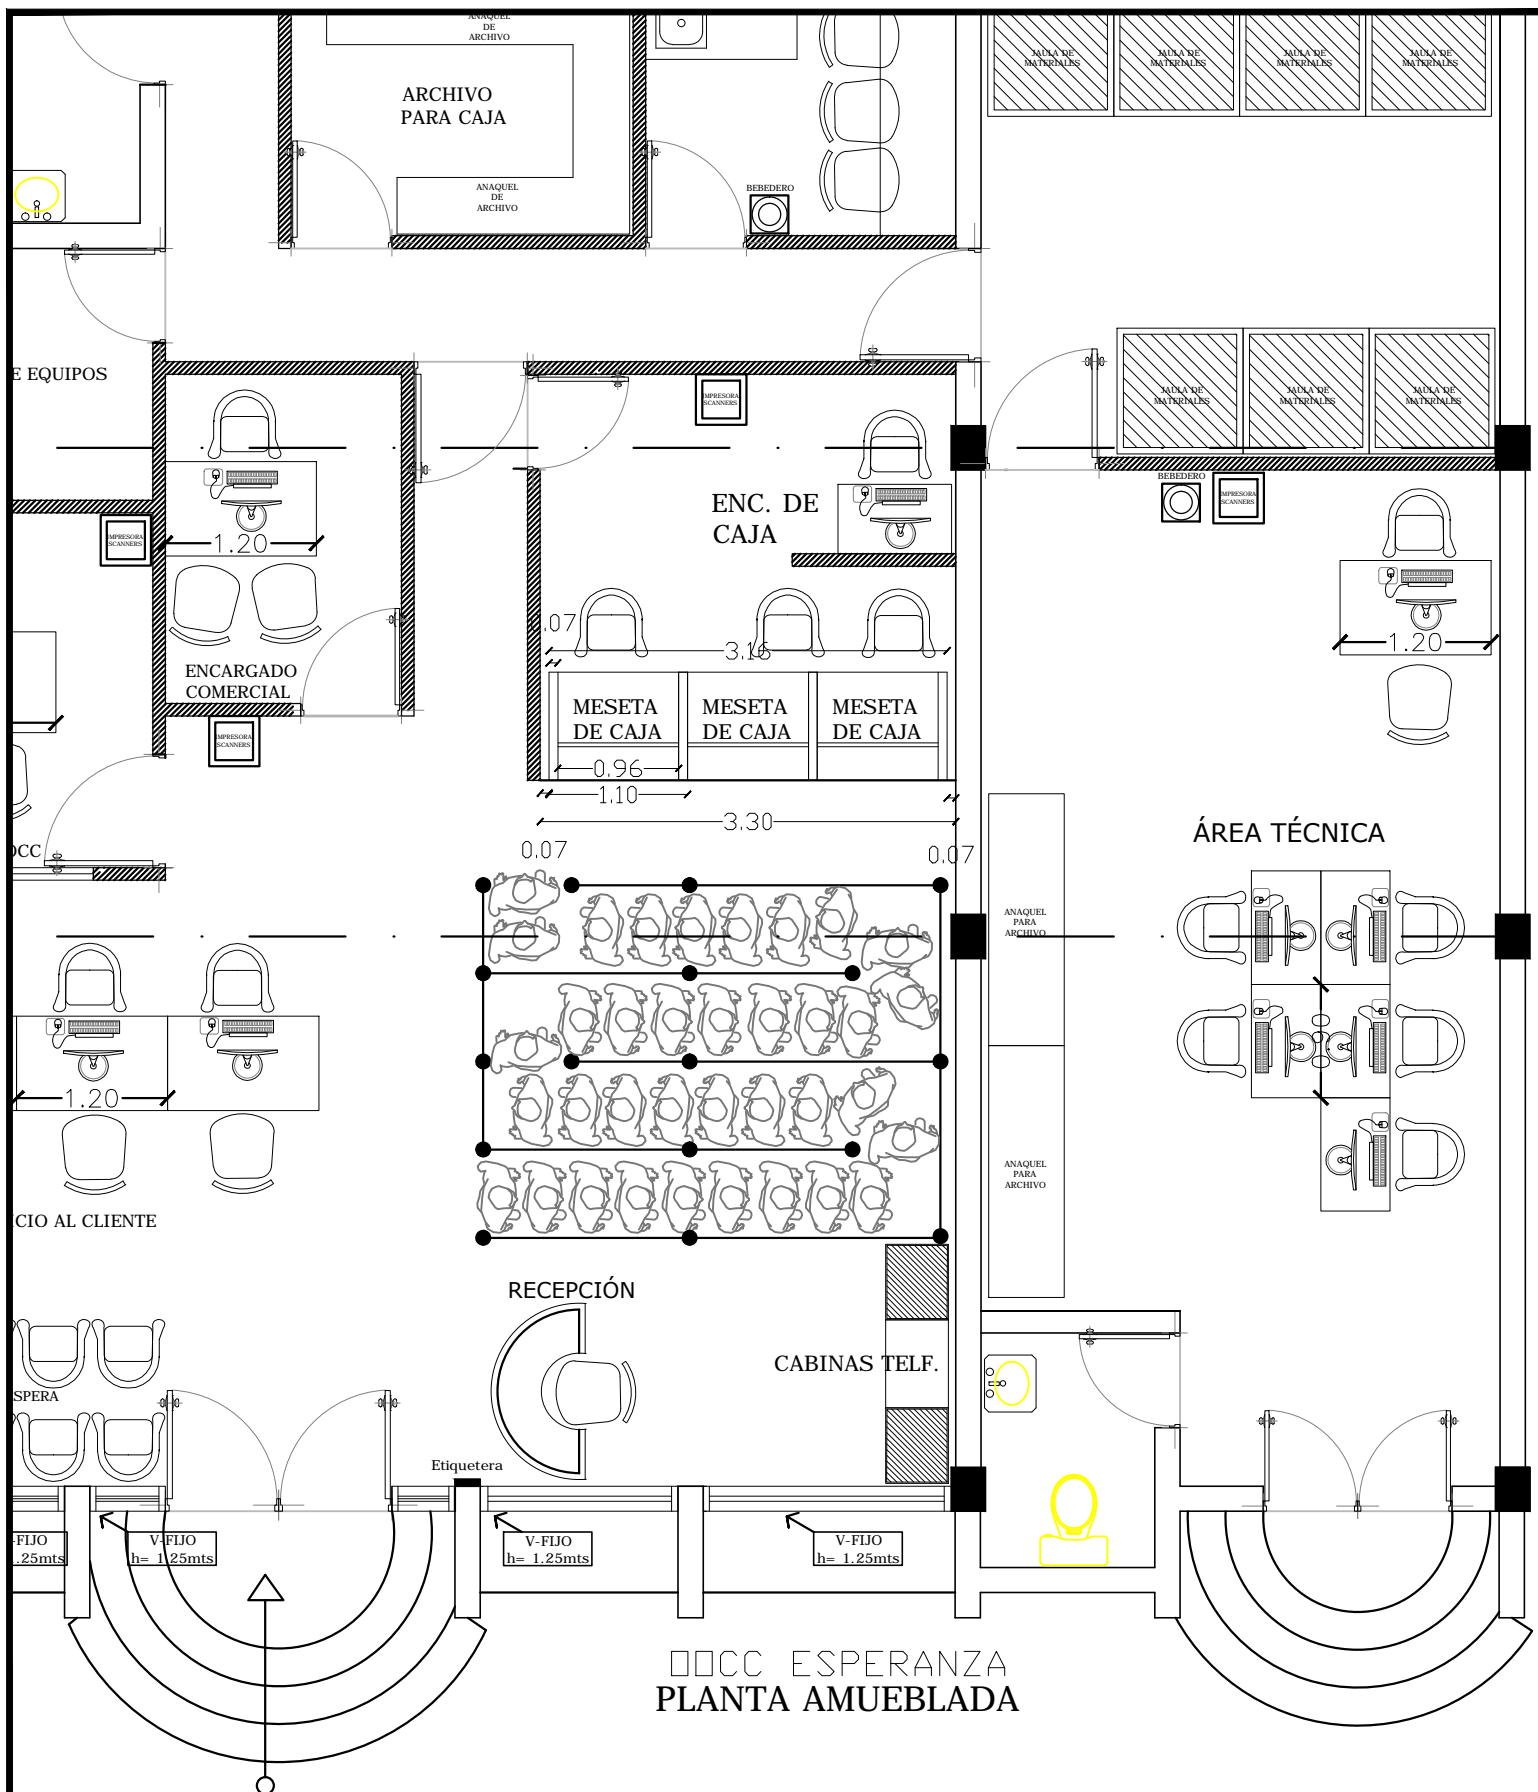 ANAQUEL
DE
ARCHIVO
ARCHIVO
PARA CAJA
ANAQUEL
DE
ARCHIVO
BEBEDERO
JAULA DE
MATERIALES
JAULA DE
MATERIALES
JAULA DE
MATERIALES
JAULA DE
MATERIALES
E EQUIPOS
IMPRESORA
SCANNERS
JAULA DE
MATERIALES
JAULA DE
MATERIALES
JAULA DE
MATERIALES
BEBEDERO
IMPRESORA
SCANNERS
ENC. DE
CAJA
IMPRESORA
SCANNERS
1.20
1.20
.07
3.16
ENCARGADO
COMERCIAL
IMPRESORA
SCANNERS
MESETA
DE CAJA
MESETA
DE CAJA
MESETA
DE CAJA
0.96
1.10
3.30
0.07
0.07
ÁREA TÉCNICA
OCC
ANAQUEL
PARA
ARCHIVO
1.20
ANAQUEL
PARA
ARCHIVO
CIO AL CLIENTE
RECEPCIÓN
CABINAS TELF.
SPERA
Etiquetera
-FIJO
.25mts
V-FIJO
h= 1.25mts
V-FIJO
h= 1.25mts
V-FIJO
h= 1.25mts
CC ESPERANZA
PLANTA AMUEBLADA